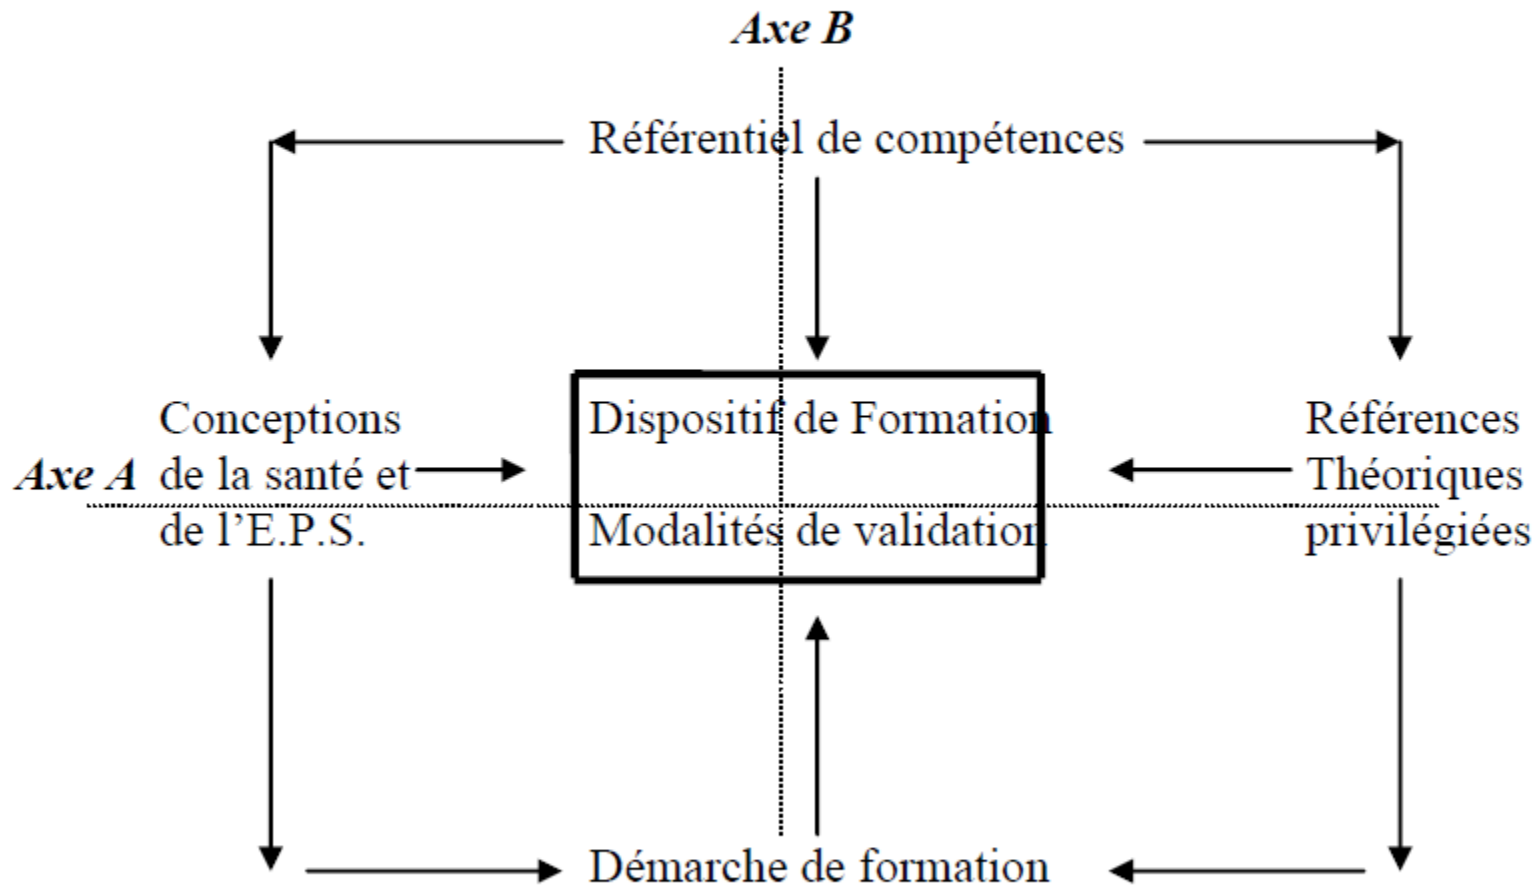 Axe B
Référentiel de compétences
Conceptions
de la santé et
de l'E.P.S.
Axe A
Dispositif de Formation
Modalités de validation
Références
Théoriques
privilégiées
Démarche de formation